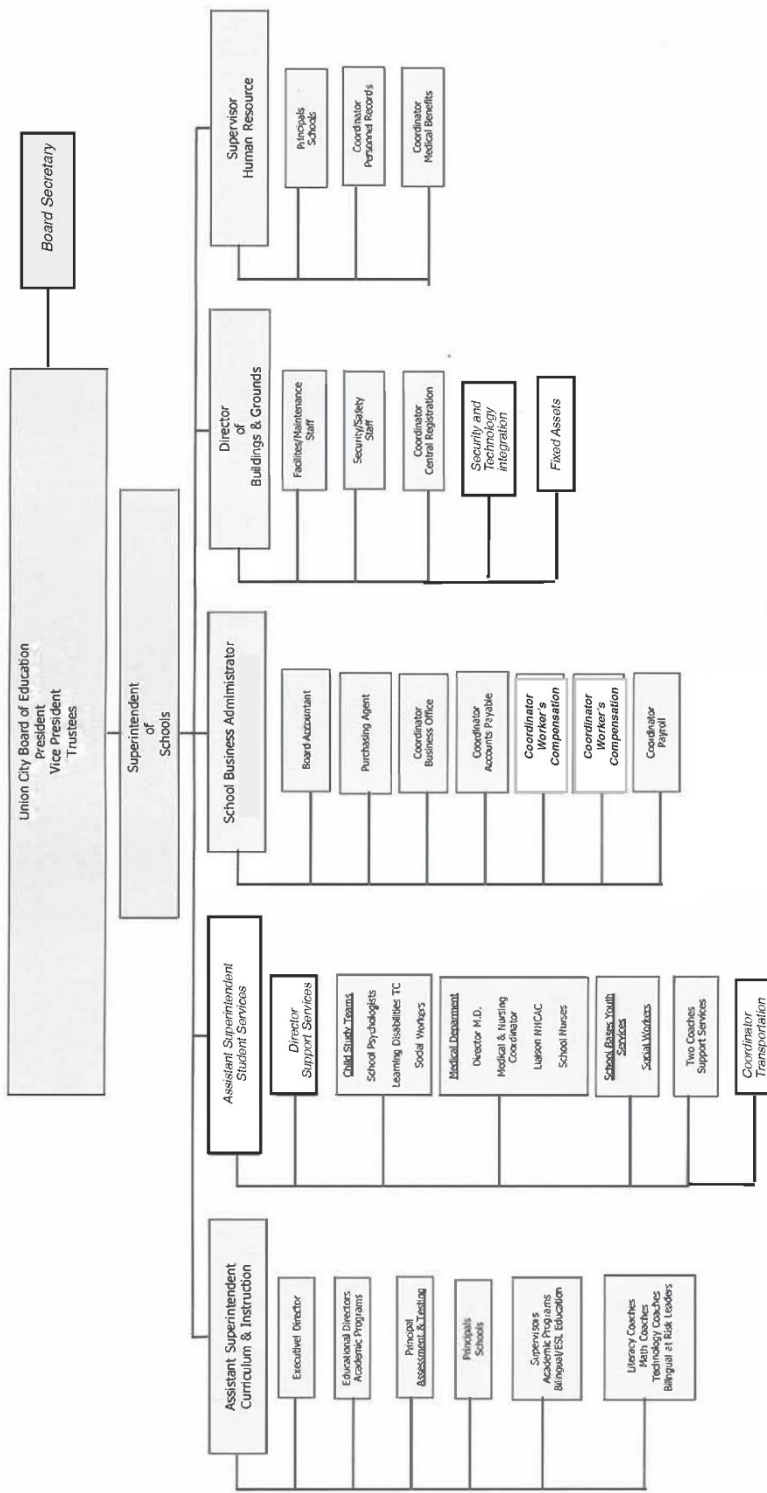 Union City Board of Education
President
Vice President
Trustees
Board Secretary
Superintendent
of
Schools
Assistant Superintendent
Curriculum & Instruction
Executivel Director
Educational Directors
Academic Programs
Principal
Assessment & Testing
Principals
Schools
Supervisors
Academic Programs
Bilingual/ESL Education
Literacy Coaches
Math Coaches
Technology Coaches
Bilingual at Risk Leaders
Assistant Superintendent
Student Services
Director
Support Services
Child Study Teams
School Psychologists
Learning Disabilities TC
Social Workers
Medical Deparment
Director M.D.
Medical & Nursing
Coordinator
Liaison NHCAC
School Nurses
School Bases Youth
Services
Social Workers
Two Coaches
Support Services
Coordinator
Transportation
School Business Administrator
Board Accountant
Purchasing Agent
Coordinator
Business Office
Coordinator
Accounts Payable
Coordinator
Worker's
Compensation
Coordinator
Worker's
Compensation
Coordinator
Payroll
Director
of
Buildings & Grounds
Facilites/Maintenance
Staff
Security/Safety
Staff
Coordinator
Central Registration
Security and
Technology
integration
Fixed Assets
Supervisor
Human Resource
Principals
Schools
Coordinator
Personnel Records
Coordinator
Medical Benefits